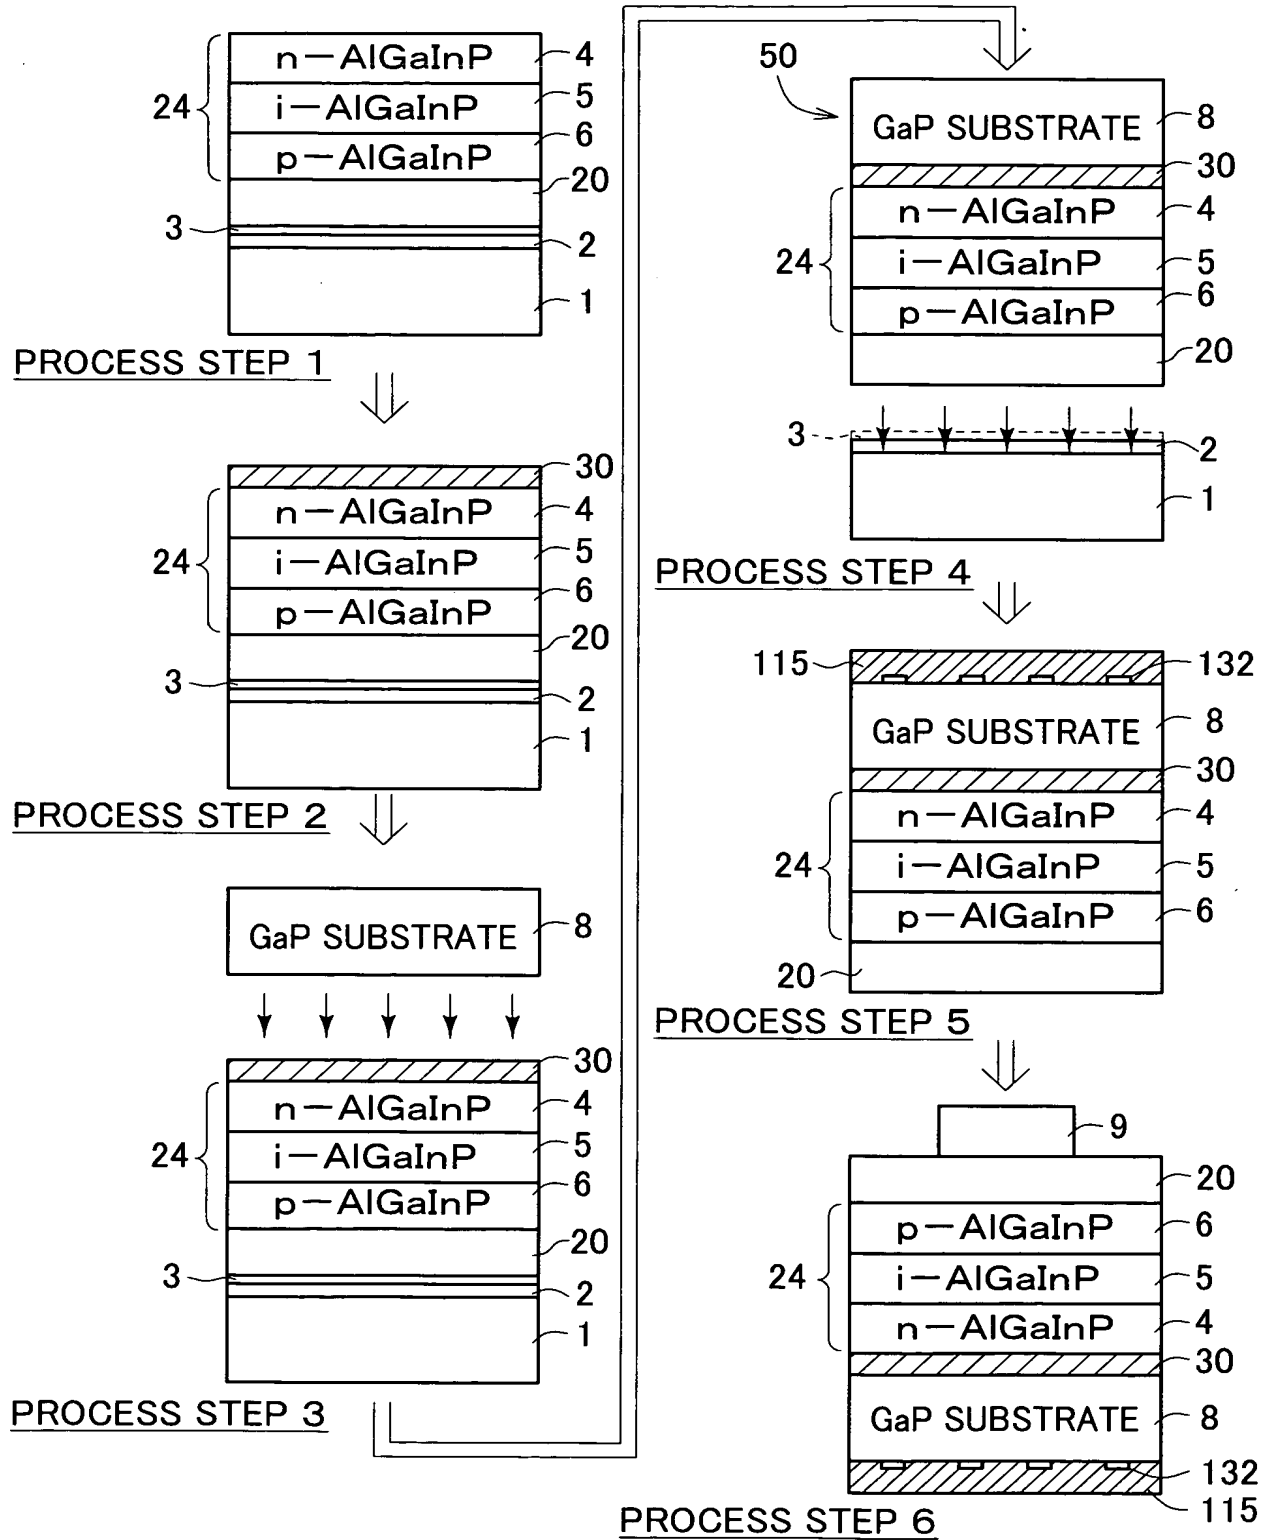 n-AlGaInP 4
24
i-AlGaInP 5
p-AlGaInP 6
20
3
2
1
PROCESS STEP 1
30
n-AlGaInP 4
24
i-AlGaInP 5
p-AlGaInP 6
20
3
2
1
PROCESS STEP 2
GaP SUBSTRATE 8
30
n-AlGaInP 4
24
i-AlGaInP 5
p-AlGaInP 6
20
3
2
1
PROCESS STEP 3
50
GaP SUBSTRATE 8
30
n-AlGaInP 4
24
i-AlGaInP 5
p-AlGaInP 6
20
3
2
1
PROCESS STEP 4
115
132
GaP SUBSTRATE 8
30
n-AlGaInP 4
24
i-AlGaInP 5
p-AlGaInP 6
20
PROCESS STEP 5
9
20
p-AlGaInP 6
24
i-AlGaInP 5
n-AlGaInP 4
30
GaP SUBSTRATE 8
132
115
PROCESS STEP 6